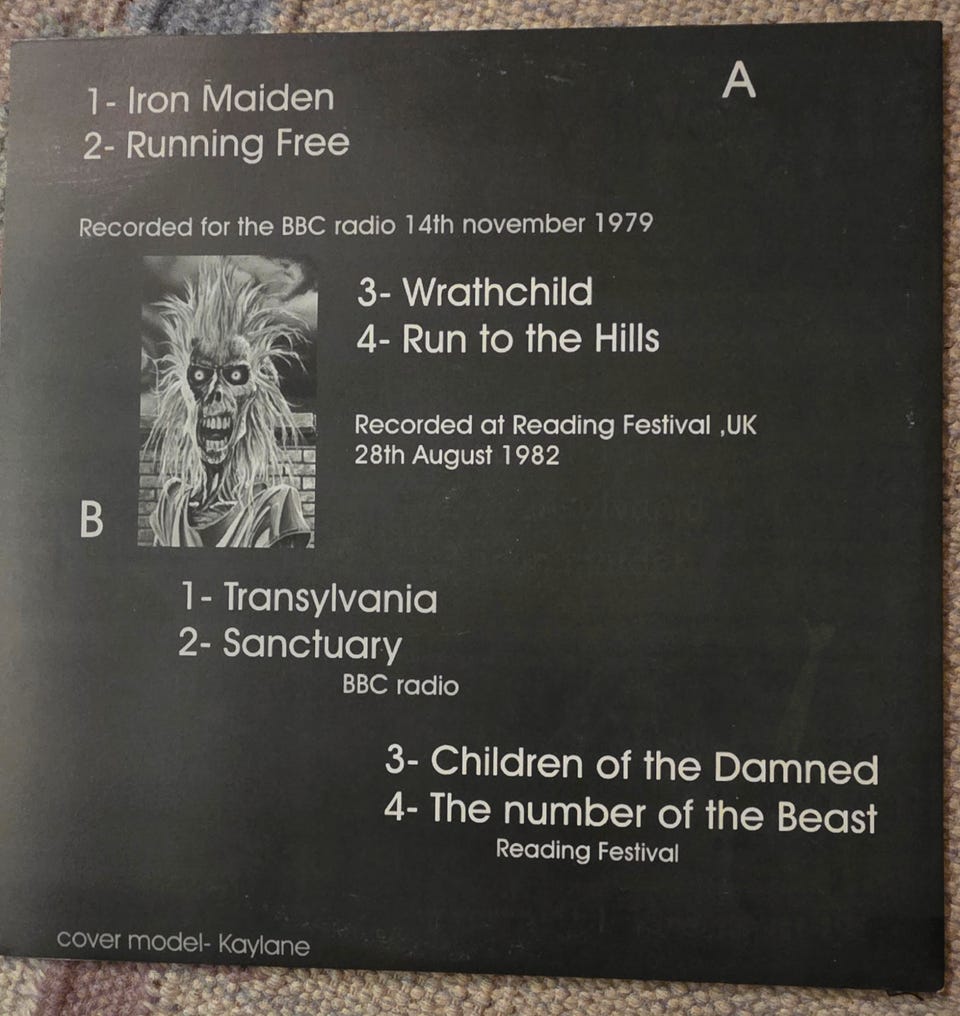 A
1- Iron Maiden
2- Running Free
Recorded for the BBC radio 14th november 1979
3- Wrathchild
4- Run to the Hills
Recorded at Reading Festival ,UK
28th August 1982
B
1- Transylvania
2- Sanctuary
BBC radio
3- Children of the Damned
4- The number of the Beast
Reading Festival
cover model- Kaylane